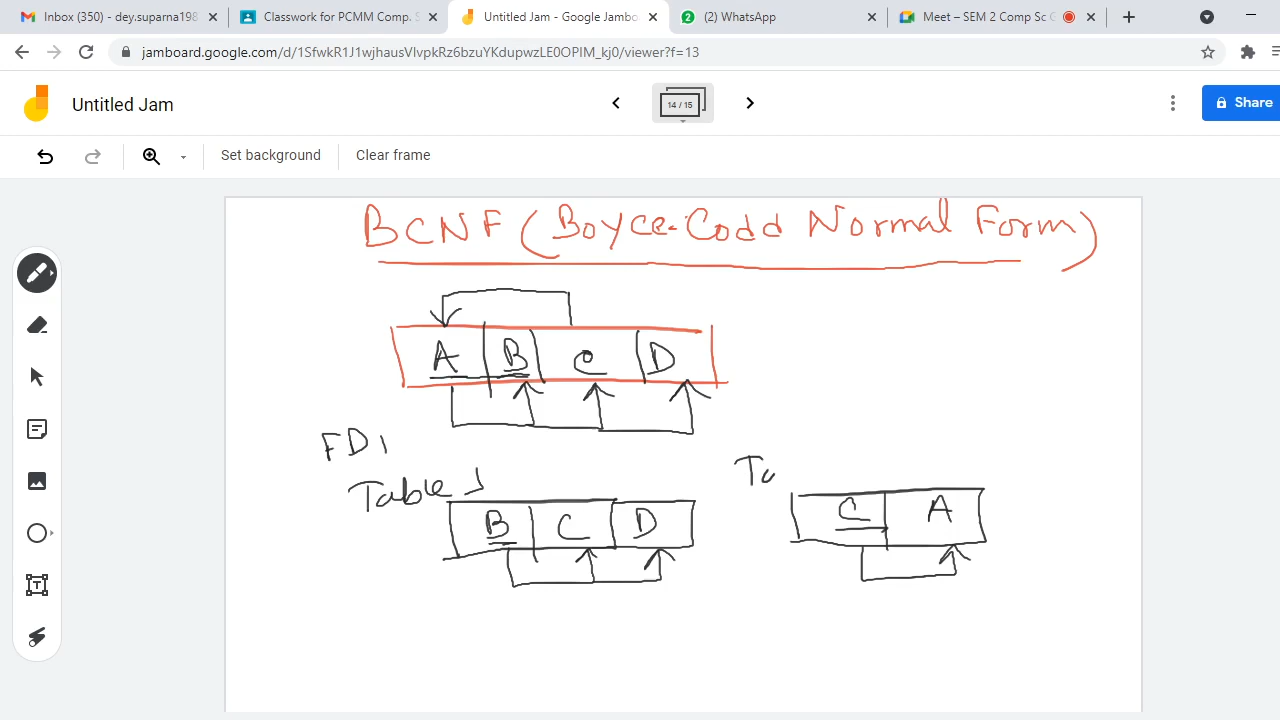 Inbox (350) - dey.suparna198
Classwork for PCMM Comp. S
Untitled Jam - Google Jambo
(2) WhatsApp
Meet – SEM 2 Comp Sc G
jamboard.google.com/d/1SfwkR1J1wjhausVlvpkRz6bzuYKdupwzLE0OPIM_kj0/viewer?f=13
Untitled Jam
14 / 15
Share
Set background
Clear frame
BCNF (Boyce-Codd Normal Form)
A B C D
FD1
Table 1
Ta
B C D
C A